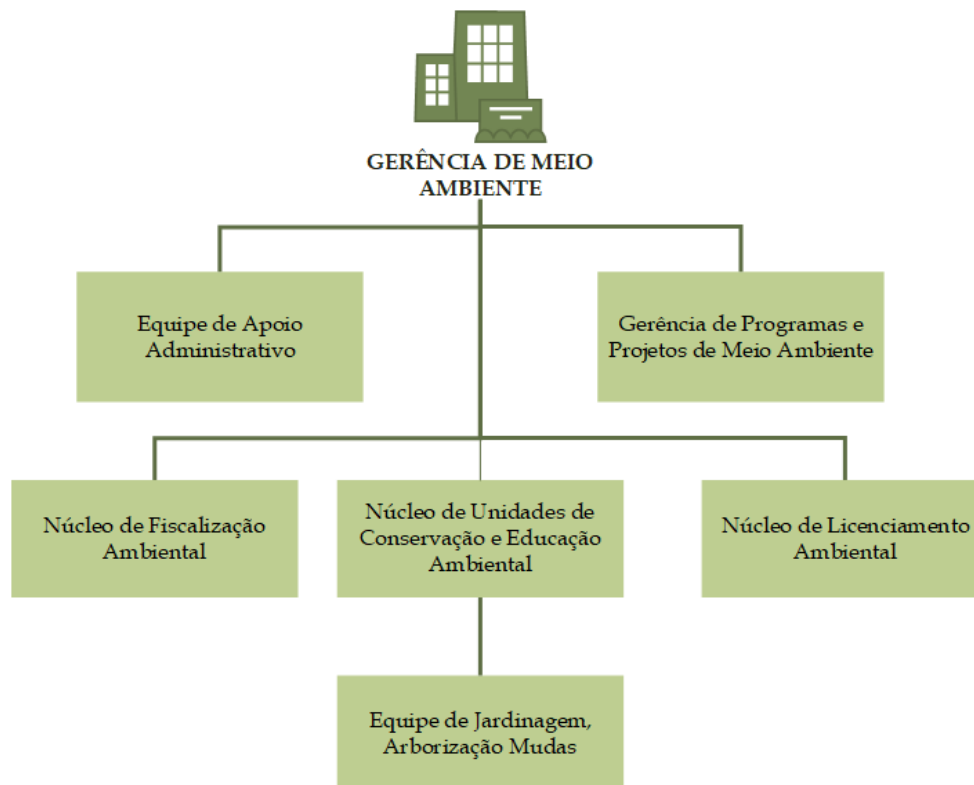 GERÊNCIA DE MEIO
AMBIENTE
Equipe de Apoio
Administrativo
Gerência de Programas e
Projetos de Meio Ambiente
Núcleo de Fiscalização
Ambiental
Núcleo de Unidades de
Conservação e Educação
Ambiental
Núcleo de Licenciamento
Ambiental
Equipe de Jardinagem,
Arborização Mudas